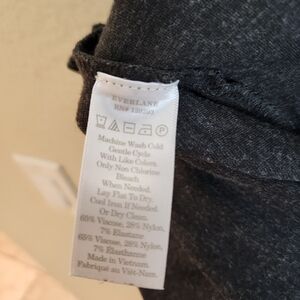 EVERLANE
Machine Wash Cold
Gentle Cycle
With Like Colors.
Only Non Chlorine
Bleach
When Needed.
Lay Flat To Dry.
Cool Iron If Needed.
Or Dry Clean.
65% Viscose, 28% Nylon,
7% Elastane
65% Viscose, 28% Nylon,
7% Élasthanne
Made in Vietnam
Fabriqué au Việt-Nam.